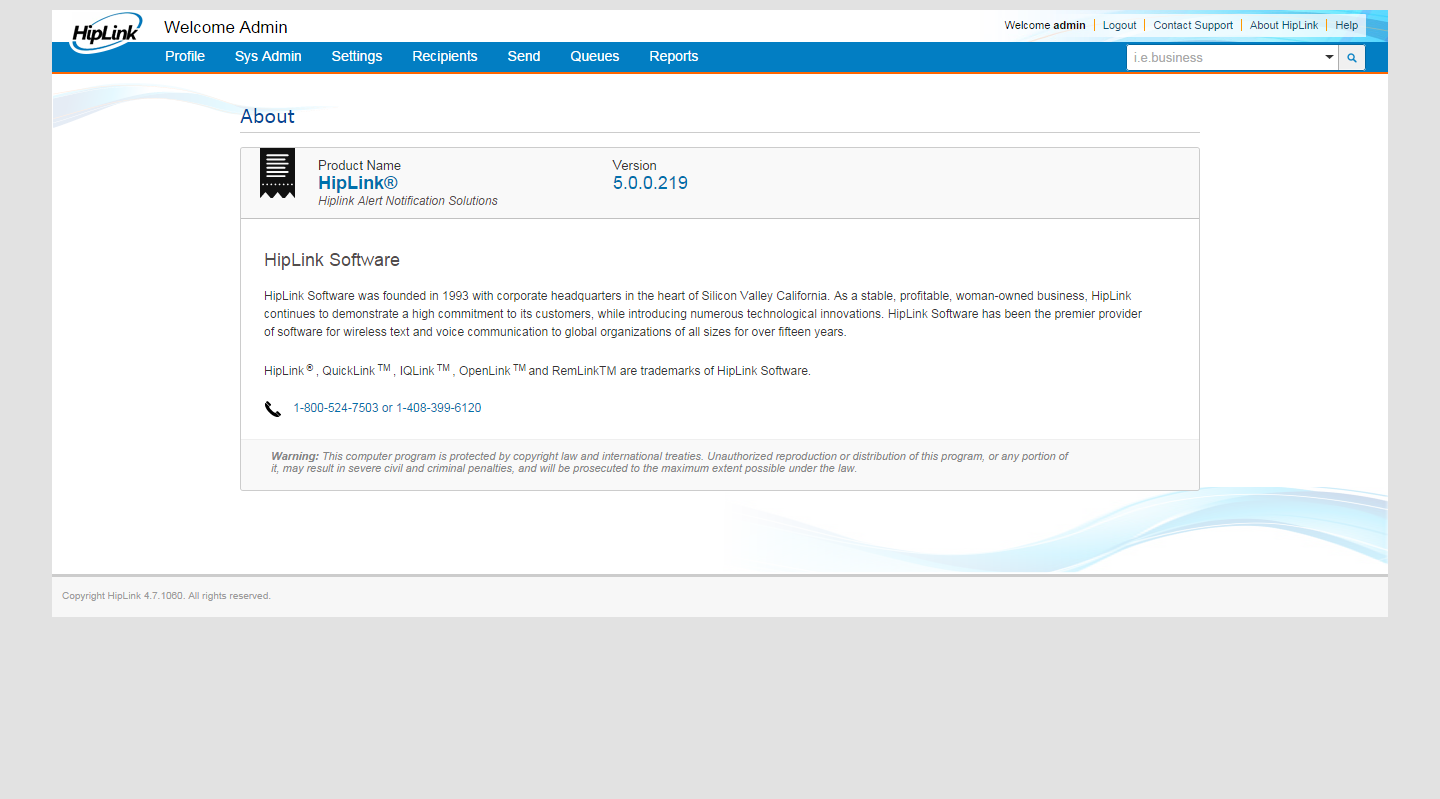 HipLink
Welcome Admin
Welcome admin Logout Contact Support About HipLink Help
Profile Sys Admin Settings Recipients Send Queues Reports
i.e.business
About
Product Name
HipLink®
Hiplink Alert Notification Solutions
Version
5.0.0.219
HipLink Software
HipLink Software was founded in 1993 with corporate headquarters in the heart of Silicon Valley California. As a stable, profitable, woman-owned business, HipLink
continues to demonstrate a high commitment to its customers, while introducing numerous technological innovations. HipLink Software has been the premier provider
of software for wireless text and voice communication to global organizations of all sizes for over fifteen years.
HipLink ® , QuickLink TM , IQLink TM , OpenLink TM and RemLinkTM are trademarks of HipLink Software.
1-800-524-7503 or 1-408-399-6120
Warning: This computer program is protected by copyright law and international treaties. Unauthorized reproduction or distribution of this program, or any portion of
it, may result in severe civil and criminal penalties, and will be prosecuted to the maximum extent possible under the law.
Copyright HipLink 4.7.1060. All rights reserved.